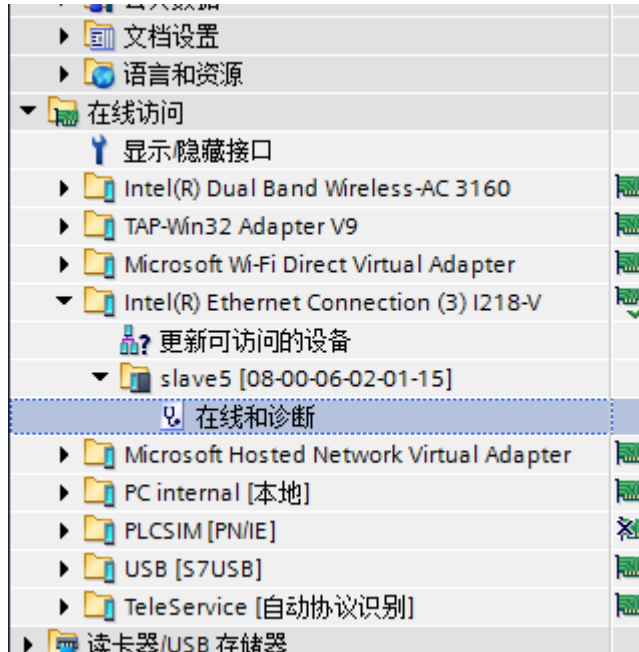 文档设置
语言和资源
在线访问
显示/隐藏接口
Intel(R) Dual Band Wireless-AC 3160
TAP-Win32 Adapter V9
Microsoft Wi-Fi Direct Virtual Adapter
Intel(R) Ethernet Connection (3) I218-V
更新可访问的设备
slave5 [08-00-06-02-01-15]
在线和诊断
Microsoft Hosted Network Virtual Adapter
PC internal [本地]
PLCSIM [PN/IE]
USB [S7USB]
TeleService [自动协议识别]
读卡器/USB 存储器